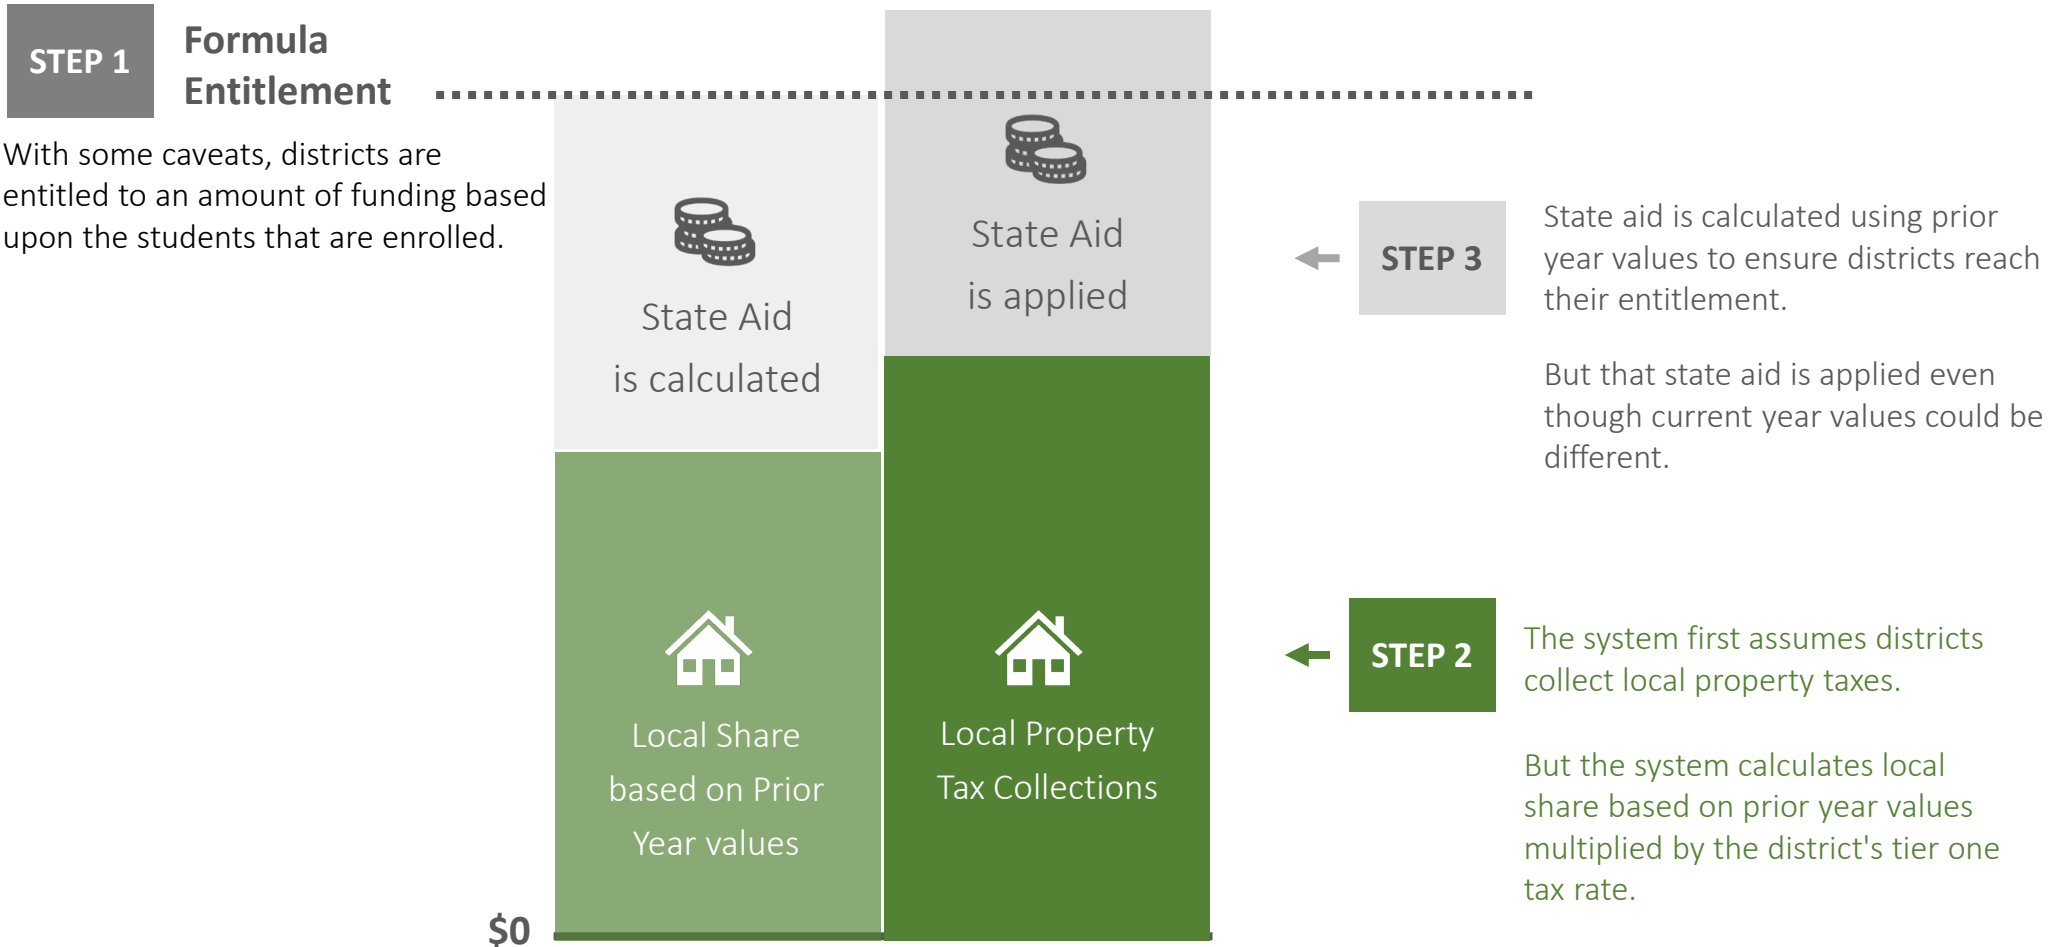 STEP 1
Formula
Entitlement
With some caveats, districts are
entitled to an amount of funding based
upon the students that are enrolled.
State Aid
is calculated
State Aid
is applied
STEP 3
State aid is calculated using prior
year values to ensure districts reach
their entitlement.
But that state aid is applied even
though current year values could be
different.
Local Share
based on Prior
Year values
Local Property
Tax Collections
STEP 2
The system first assumes districts
collect local property taxes.
But the system calculates local
share based on prior year values
multiplied by the district's tier one
tax rate.
$0